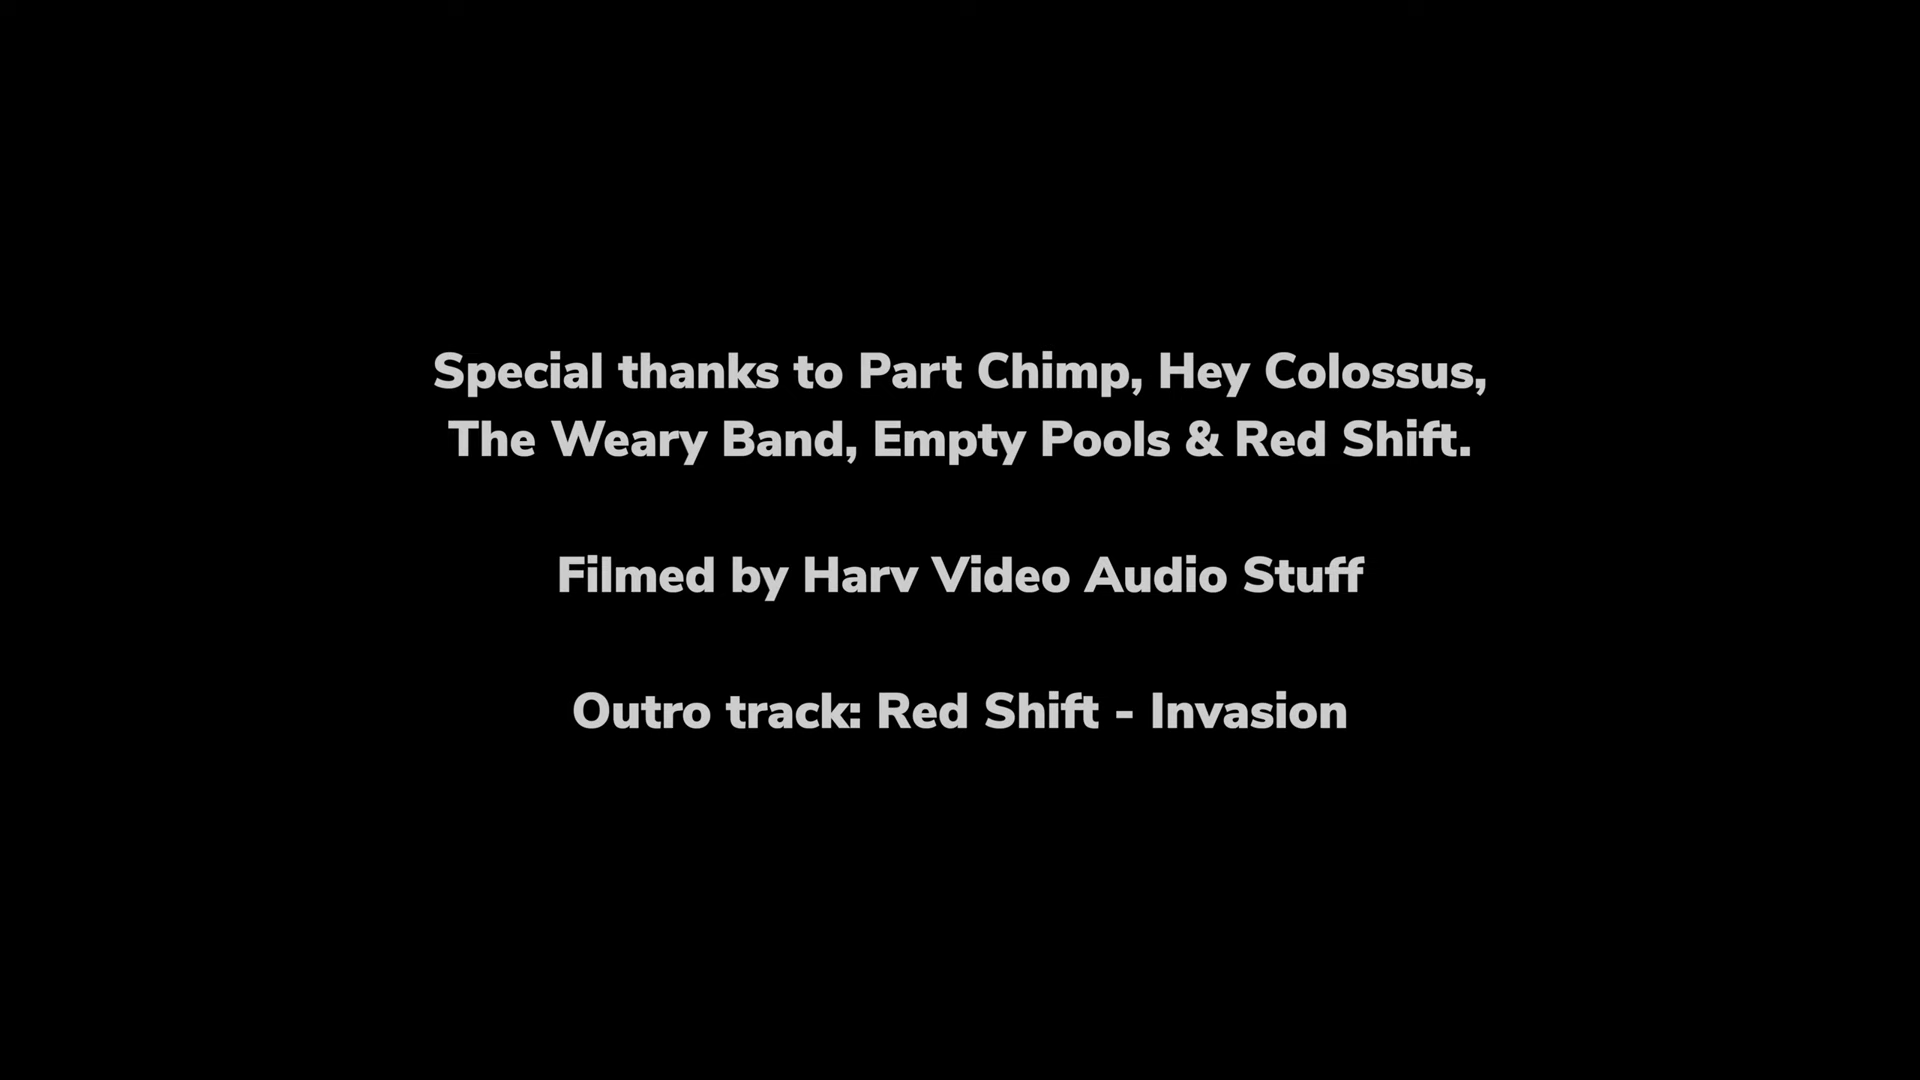 Special thanks to Part Chimp, Hey Colossus,
The Weary Band, Empty Pools & Red Shift.
Filmed by Harv Video Audio Stuff
Outro track: Red Shift - Invasion